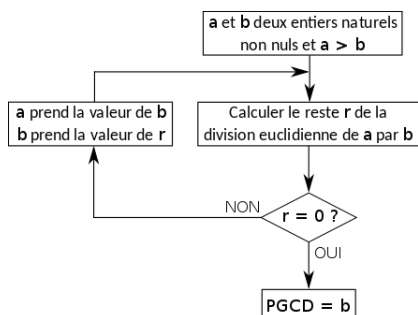 a et b deux entiers naturels
non nuls et a > b
a prend la valeur de b
b prend la valeur de r
Calculer le reste r de la
division euclidienne de a par b
NON
r = 0 ?
OUI
PGCD = b